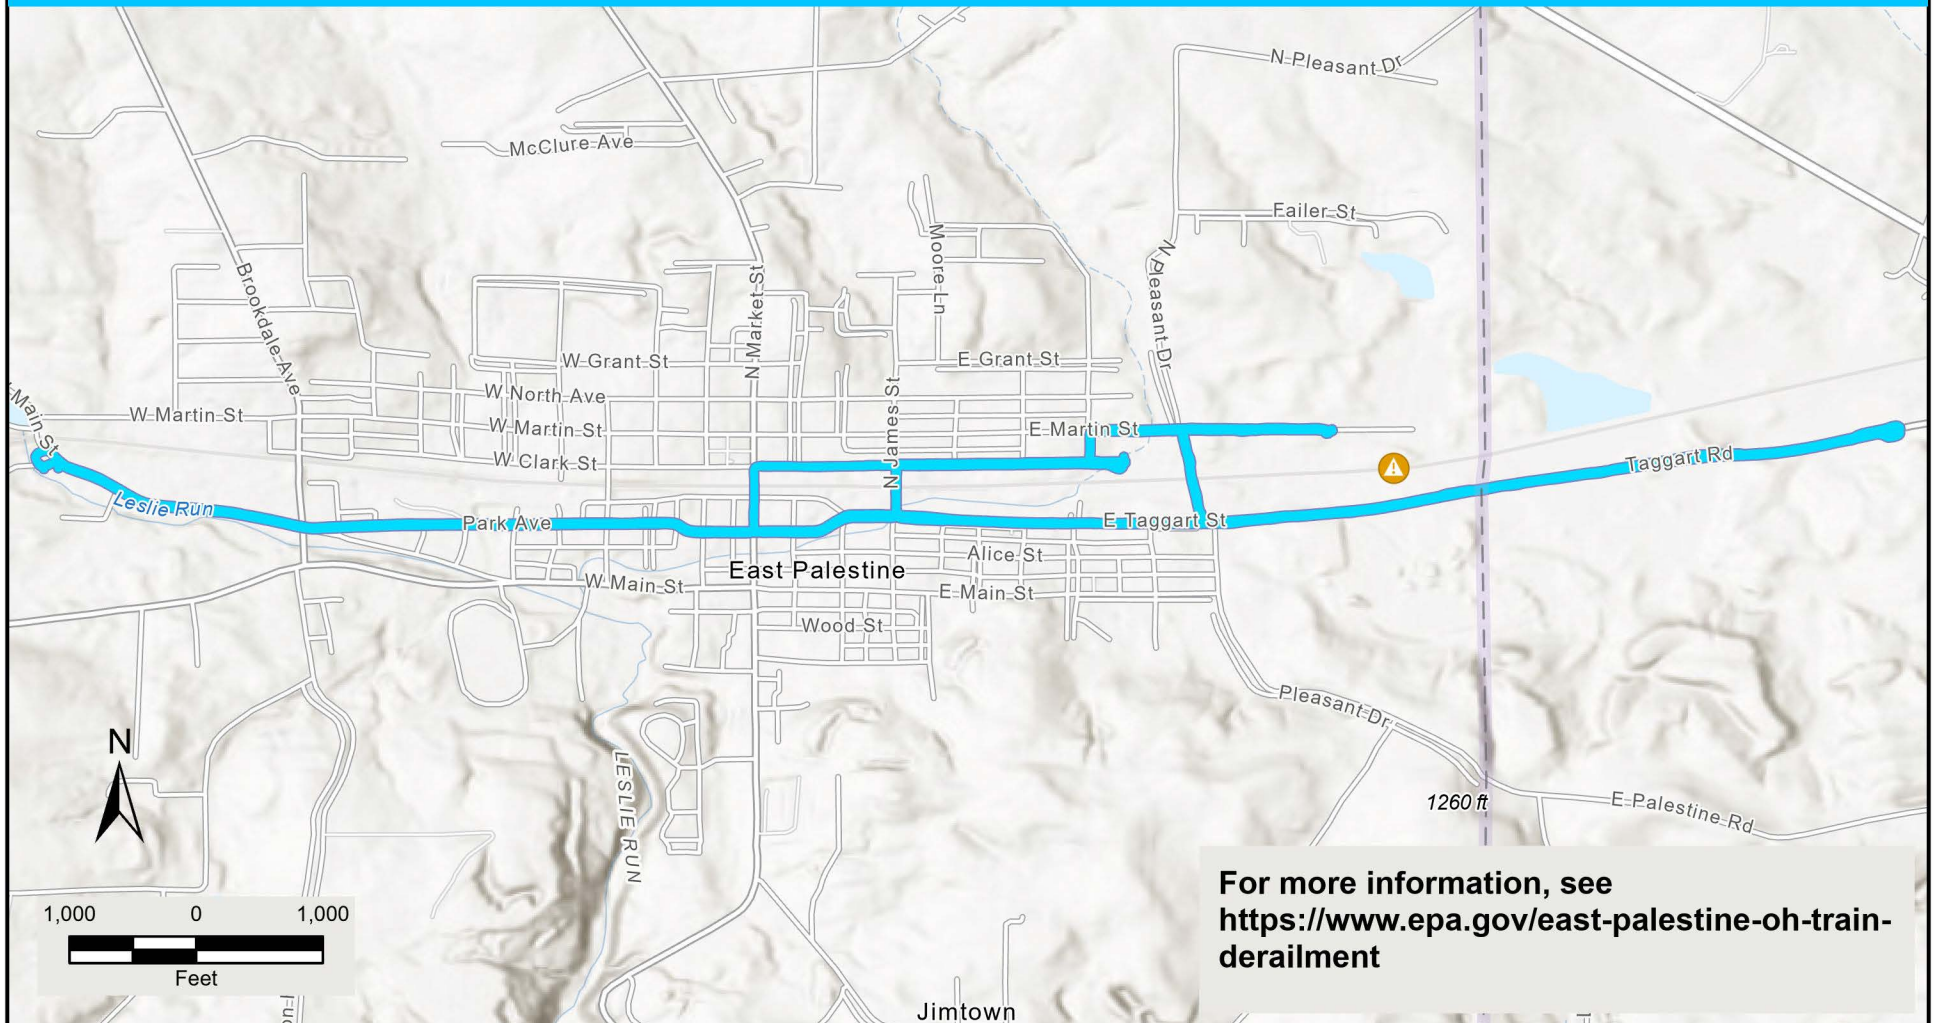 N Pleasant Dr
McClure Ave
Failer St
Moore Ln
N Pleasant Dr
Brookdale Ave
N Market St
W Grant St
E Grant St
W North Ave
N James St
Main St
W Martin St
W Martin St
E Martin St
W Clark St
Taggart Rd
Leslie Run
Park Ave
E Taggart St
Alice St
East Palestine
W Main St
E Main St
Wood St
Pleasant Dr
N
LESLIE RUN
1260 ft
E Palestine Rd
For more information, see
https://www.epa.gov/east-palestine-oh-train-
derailment
1,000 0 1,000
Feet
Jimtown